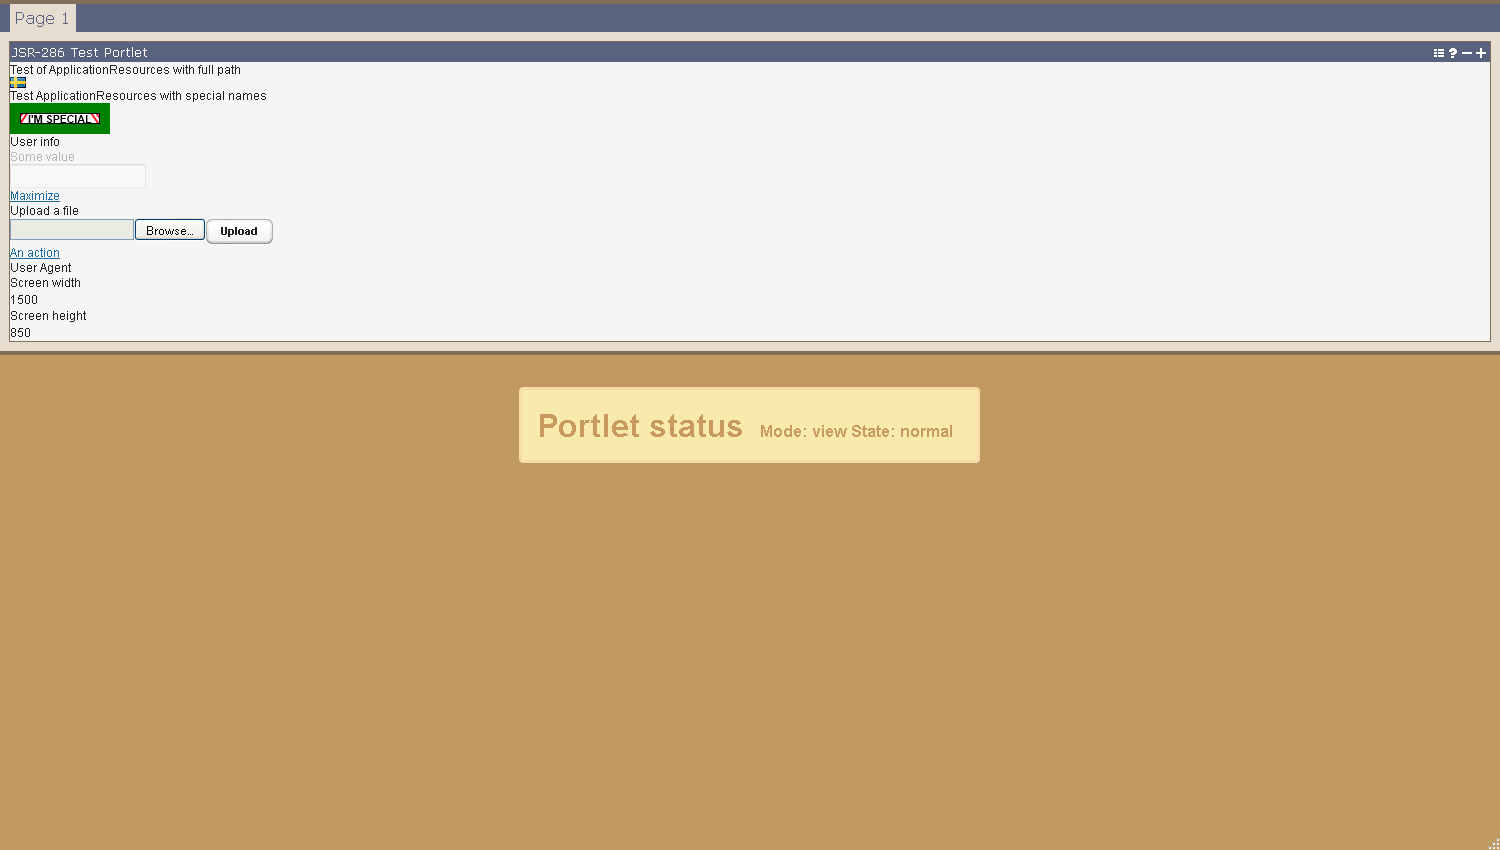 Page 1
JSR-286 Test Portlet
Test of ApplicationResources with full path
Test ApplicationResources with special names
I'M SPECIAL
User info
Some value
Maximize
Upload a file
Browse... Upload
An action
User Agent
Screen width
1500
Screen height
850
Portlet status Mode: view State: normal